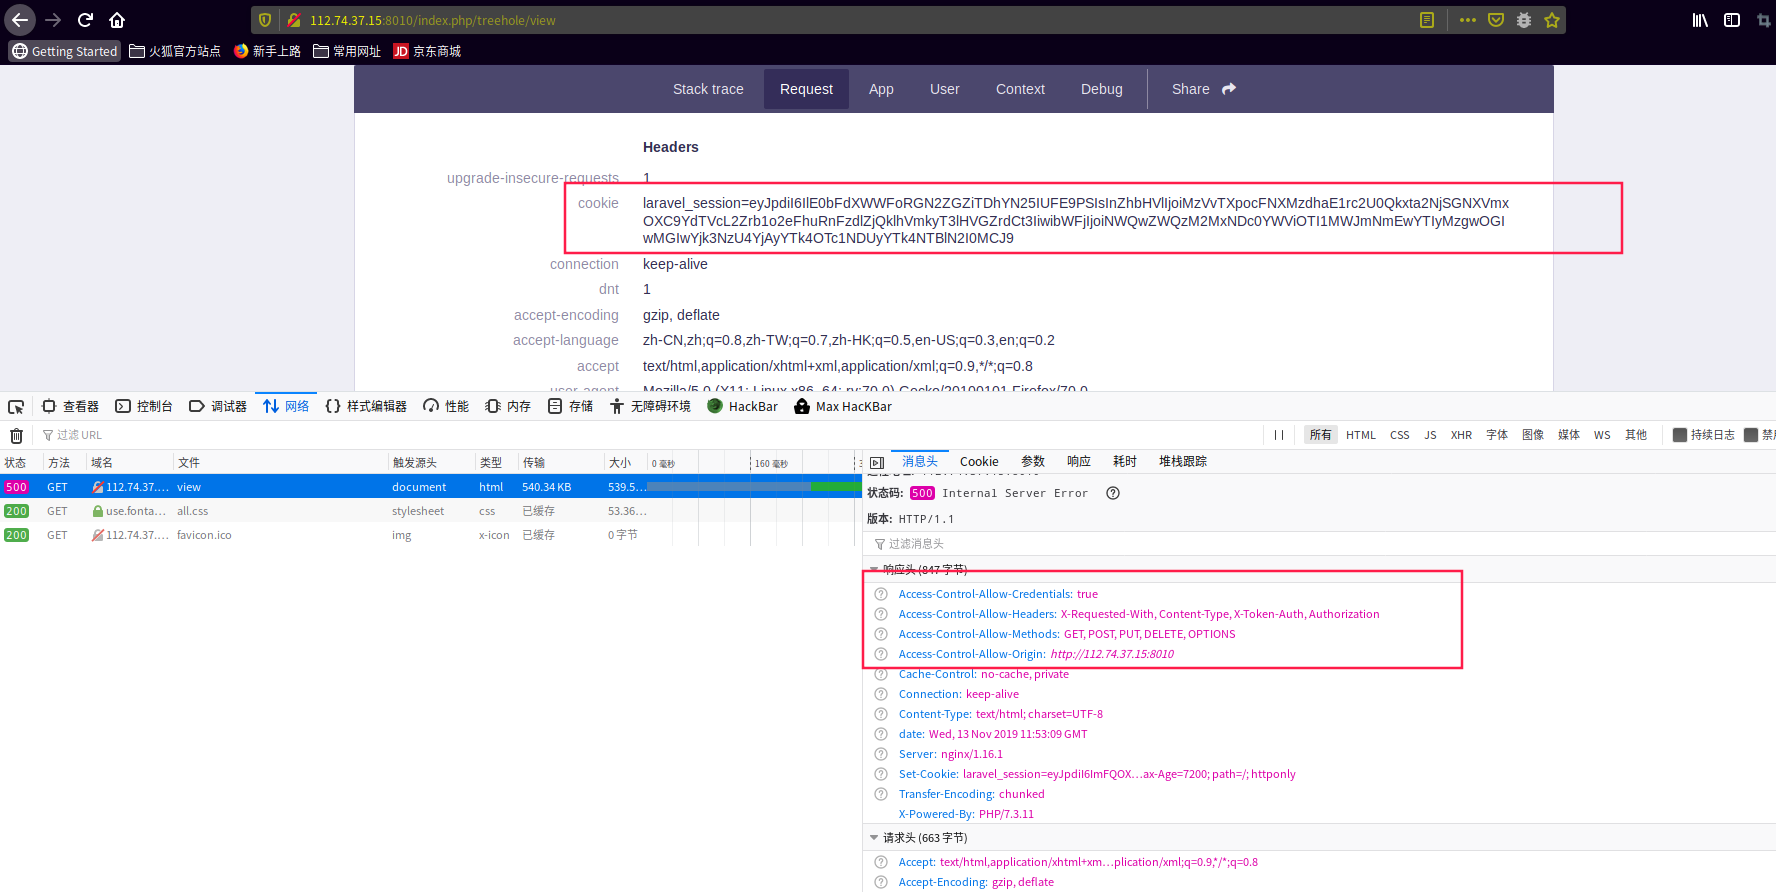 112.74.37.15:8010/index.php/treehole/view
Getting Started 火狐官方站点 新手上路 常用网址 JD 京东商城
Stack trace Request App User Context Debug Share
Headers
upgrade-insecure-requests 1
cookie laravel_session=eyJpdiI6IlE0bFdXWWFoRGN2ZGZiTDhYN25IUFE9PSIsInZhbHVlIjoiMzVvTXpocFNXMzdhaE1rc2U0Qkxta2NjSGNXVmx
OXC9YdTVcL2Zrb1o2eFhuRnFzdlZjQklhVmkyT3lHVGZrdCt3IiwibWFjIjoiNWQwZWQzM2MxNDc0YWViOTI1MWJmNmEwYTIyMzgwOGI
wMGIwYjk3NzU4YjAyYTk4OTc1NDUyYTk4NTBlN2I0MCJ9
connection keep-alive
dnt 1
accept-encoding gzip, deflate
accept-language zh-CN,zh;q=0.8,zh-TW;q=0.7,zh-HK;q=0.5,en-US;q=0.3,en;q=0.2
accept text/html,application/xhtml+xml,application/xml;q=0.9,*/*;q=0.8
user-agent Mozilla/5.0 (X11; Linux x86_64; rv:70.0) Gecko/20100101 Firefox/70.0
查看器 控制台 调试器 网络 样式编辑器 性能 内存 存储 无障碍环境 HackBar Max HacKBar
过滤 URL 所有 HTML CSS JS XHR 字体 图像 媒体 WS 其他 持续日志
状态 方法 域名 文件 触发源头 类型 传输 大小 0 毫秒 160 毫秒
500 GET 112.74.37.… view document html 540.34 KB 539.5…
200 GET use.fonta… all.css stylesheet css 已缓存 53.36…
200 GET 112.74.37.… favicon.ico img x-icon 已缓存 0 字节
消息头 Cookie 参数 响应 耗时 堆栈跟踪
状态码: 500 Internal Server Error
版本: HTTP/1.1
过滤消息头
响应头 (847 字节)
Access-Control-Allow-Credentials: true
Access-Control-Allow-Headers: X-Requested-With, Content-Type, X-Token-Auth, Authorization
Access-Control-Allow-Methods: GET, POST, PUT, DELETE, OPTIONS
Access-Control-Allow-Origin: http://112.74.37.15:8010
Cache-Control: no-cache, private
Connection: keep-alive
Content-Type: text/html; charset=UTF-8
date: Wed, 13 Nov 2019 11:53:09 GMT
Server: nginx/1.16.1
Set-Cookie: laravel_session=eyJpdiI6ImFQOX…ax-Age=7200; path=/; httponly
Transfer-Encoding: chunked
X-Powered-By: PHP/7.3.11
请求头 (663 字节)
Accept: text/html,application/xhtml+xm…plication/xml;q=0.9,*/*;q=0.8
Accept-Encoding: gzip, deflate